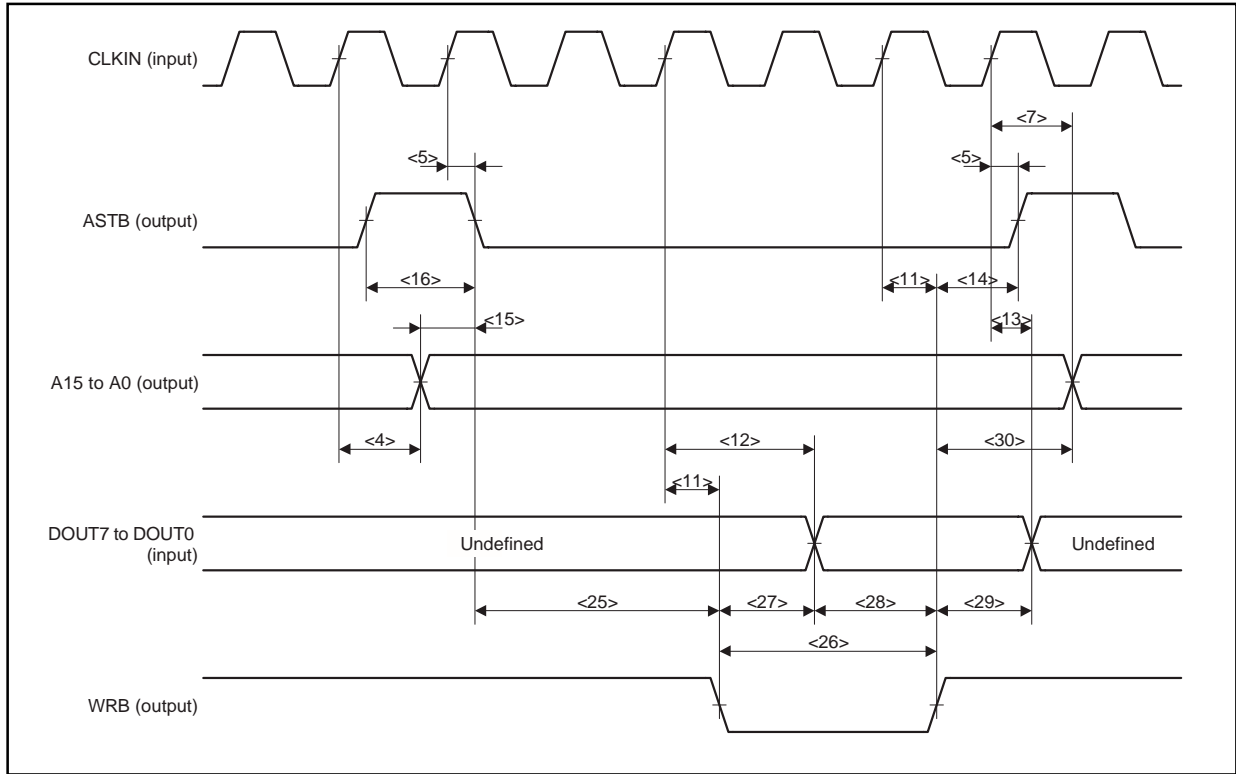 CLKIN (input)
<7>
<5>
<5>
ASTB (output)
<16>
<11>
<14>
<15>
<13>
A15 to A0 (output)
<4>
<12>
<30>
<11>
DOUT7 to DOUT0
(input)
Undefined
Undefined
<25>
<27>
<28>
<29>
<26>
WRB (output)